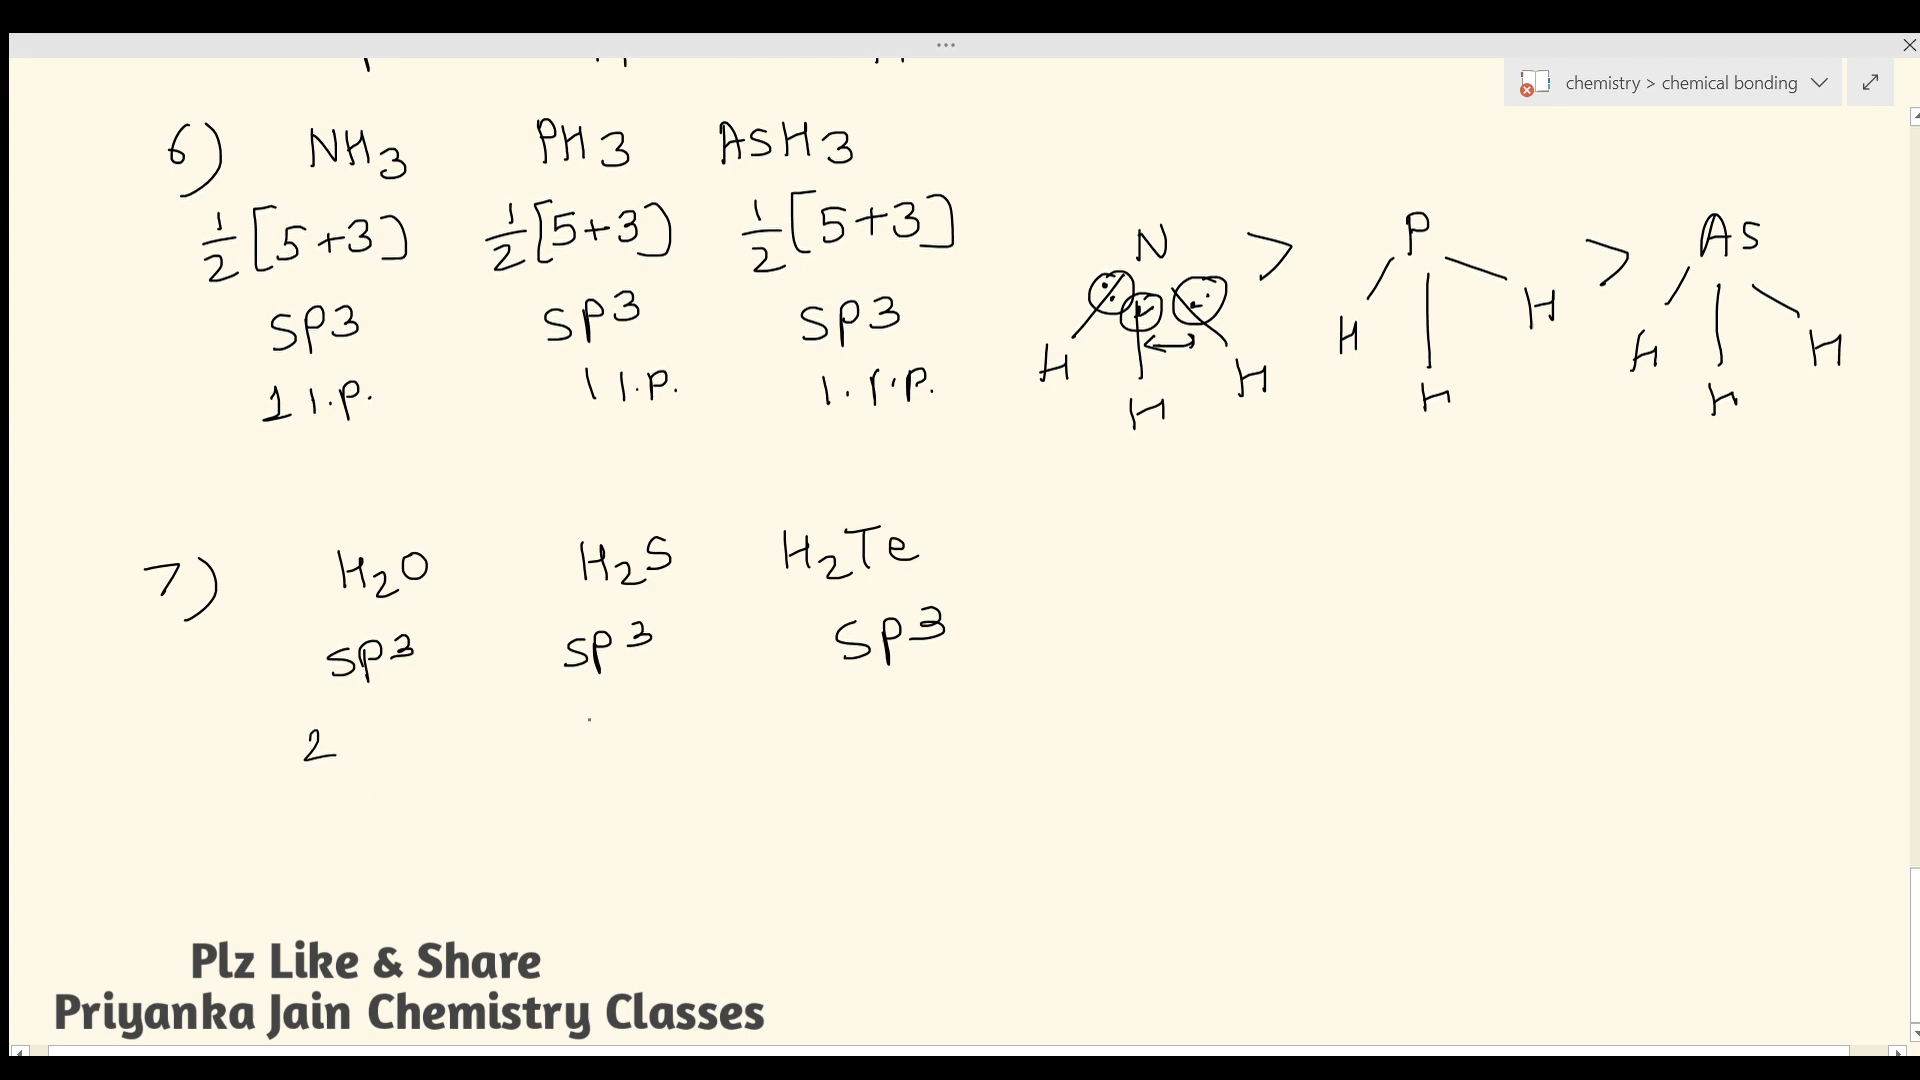 chemistry > chemical bonding
6) NH3 PH3 AsH3
1/2 [5+3] 1/2 [5+3] 1/2 [5+3]
SP3 SP3 SP3
1 l.p. 1 l.p. 1. l.p.
N > P > As
H H H H H H
H H H
7) H2O H2S H2Te
SP3 SP3 SP3
2
Plz Like & Share
Priyanka Jain Chemistry Classes